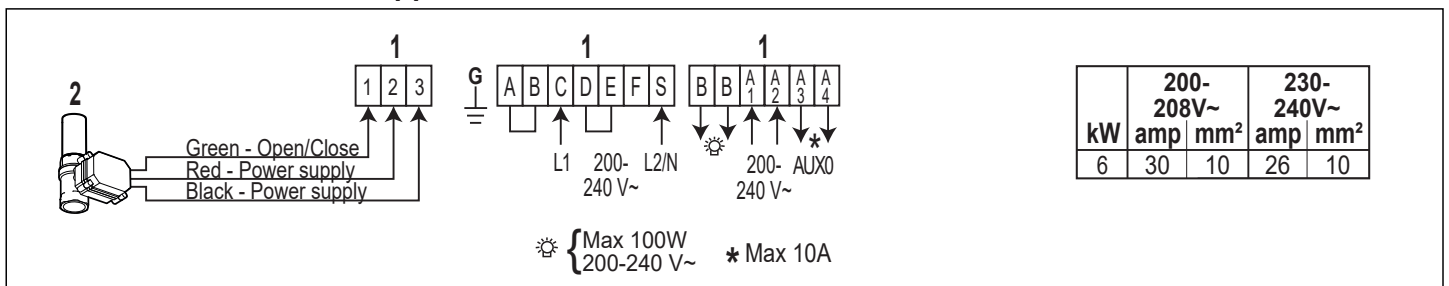 1 1 1
1 2 3
G A B C D E F S
B B A1 A2 A3 A4
2
Green - Open/Close
Red - Power supply
Black - Power supply
L1 200-240 V~ L2/N
200-240 V~ AUX0
*
{Max 100W
200-240 V~
* Max 10A
200-208V~ 230-240V~
kW amp mm² amp mm²
6 30 10 26 10